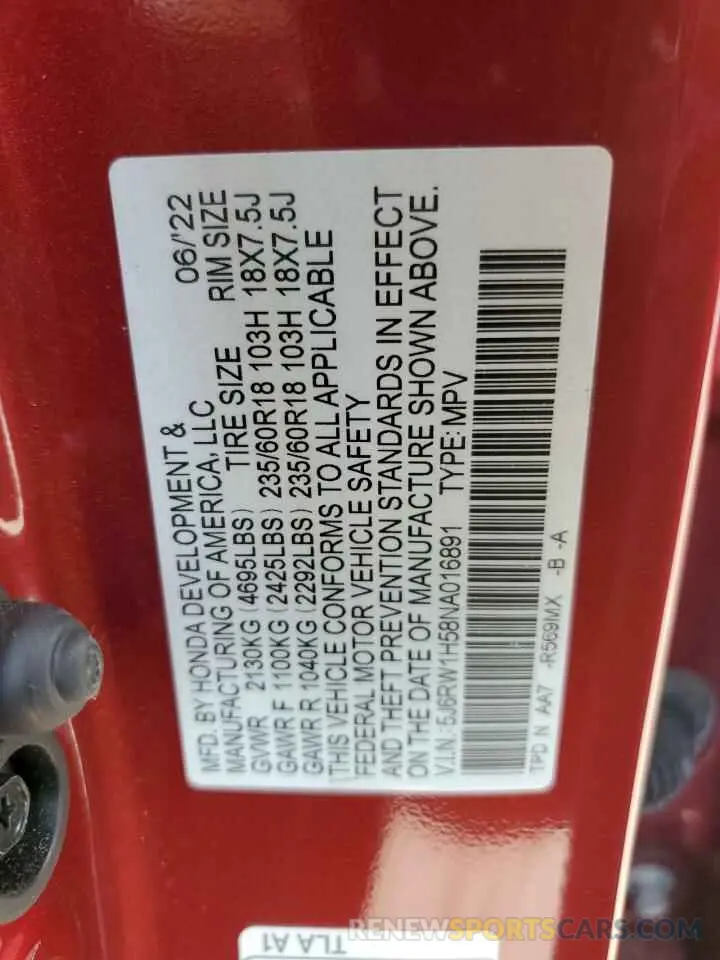 MFD. BY HONDA DEVELOPMENT &
MANUFACTURING OF AMERICA, LLC 06/'22
GVWR 2130KG (4695LBS) TIRE SIZE RIM SIZE
GAWR F 1100KG (2425LBS) 235/60R18 103H 18X7.5J
GAWR R 1040KG (2292LBS) 235/60R18 103H 18X7.5J
THIS VEHICLE CONFORMS TO ALL APPLICABLE
FEDERAL MOTOR VEHICLE SAFETY
AND THEFT PREVENTION STANDARDS IN EFFECT
ON THE DATE OF MANUFACTURE SHOWN ABOVE.
V.I.N.:5J6RW1H58NA016891 TYPE:MPV
TPD N AA7 -R569MX -B -A
TLA A1
RENEWSPORTSCARS.COM